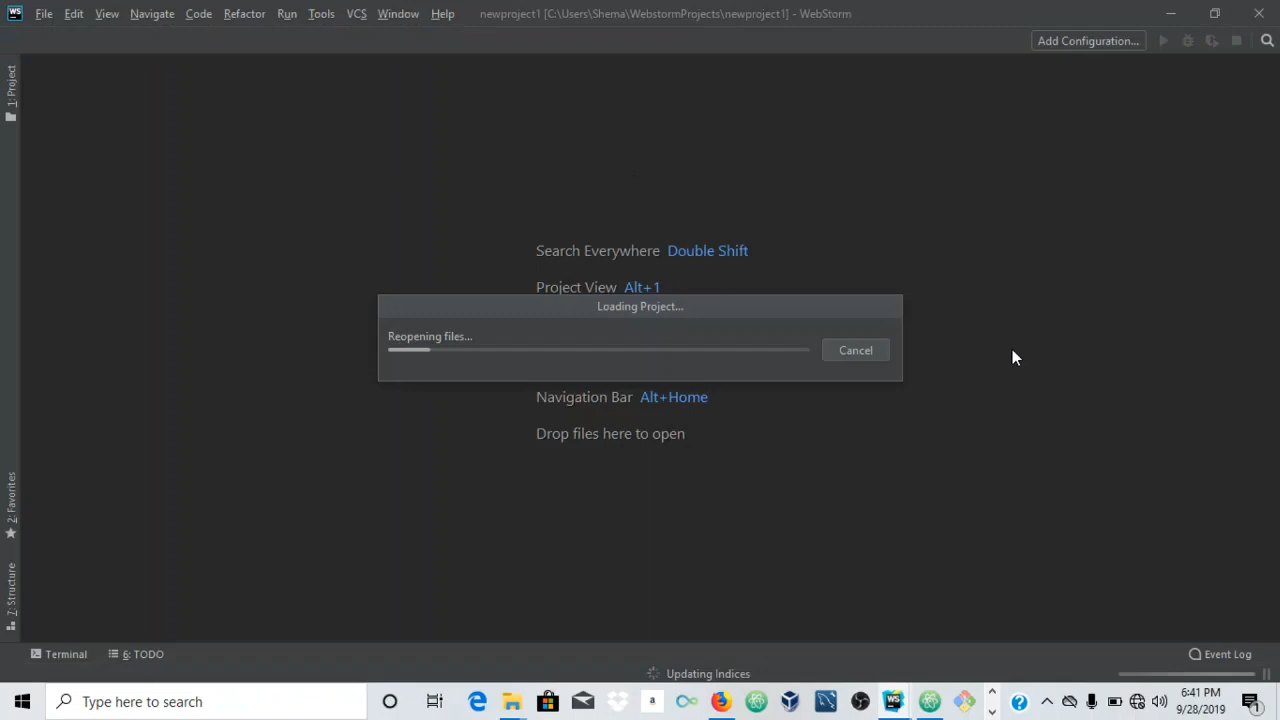 WS File Edit View Navigate Code Refactor Run Tools VCS Window Help newproject1 [C:\Users\Shema\WebstormProjects\newproject1] - WebStorm
Add Configuration...
1: Project
Search Everywhere Double Shift
Project View Alt+1
Loading Project...
Reopening files...
Cancel
Navigation Bar Alt+Home
Drop files here to open
2: Favorites
7: Structure
Terminal 6: TODO Event Log
Updating Indices
Type here to search
a
WS
6:41 PM
9/28/2019
1